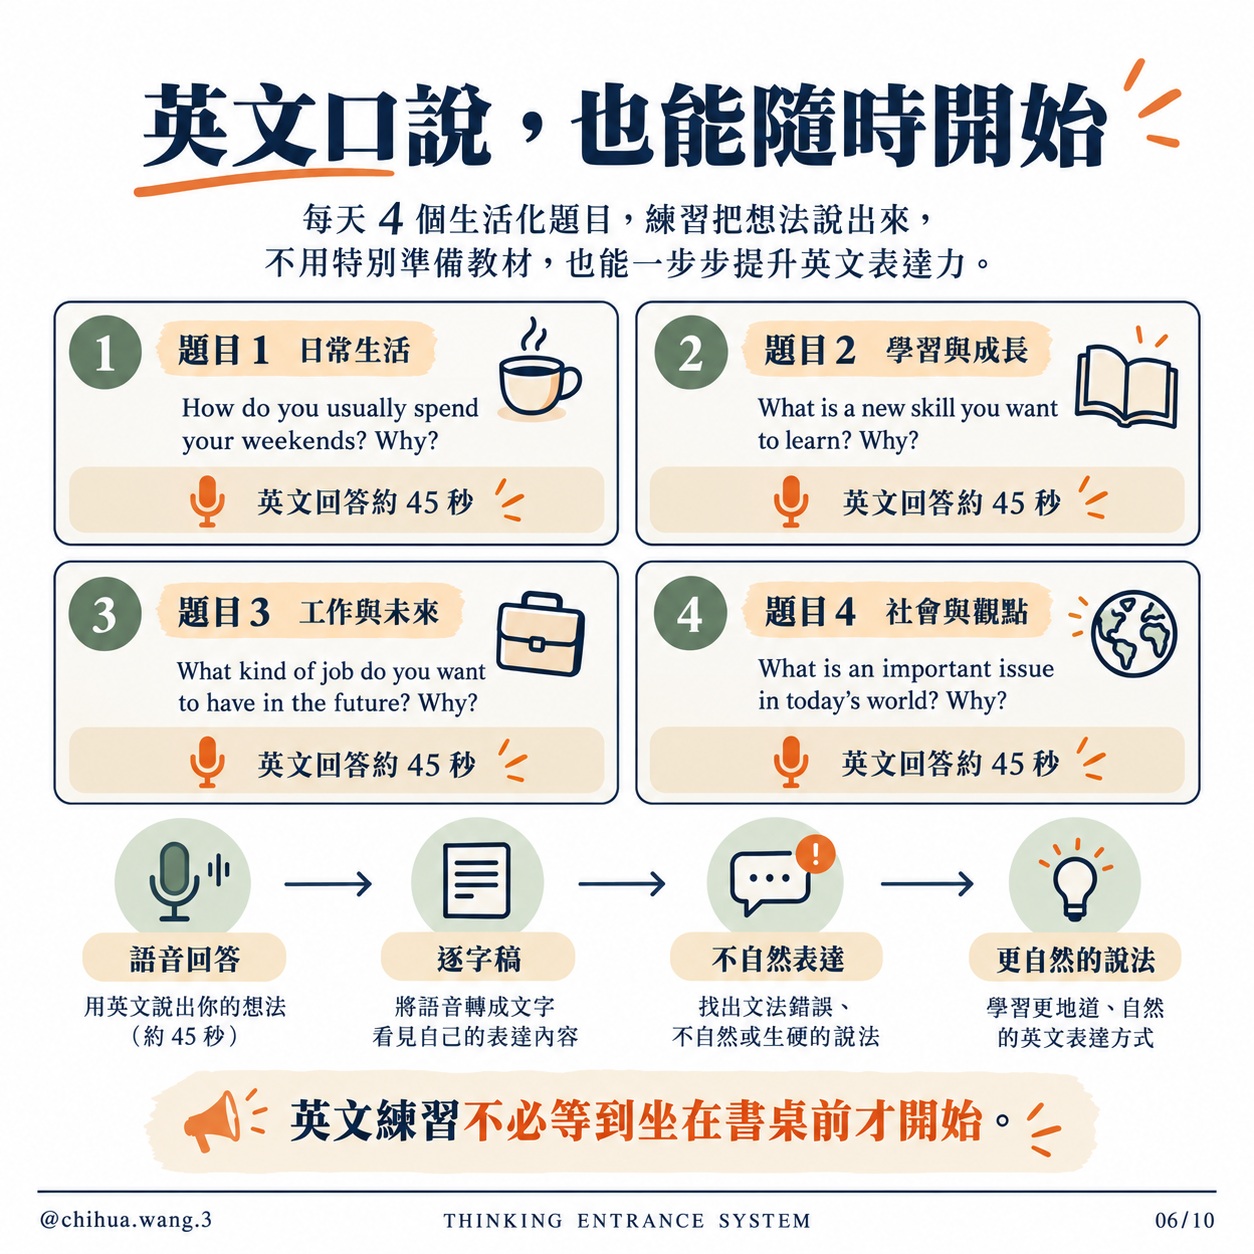 英文口說，也能隨時開始
每天 4 個生活化題目，練習把想法說出來，
不用特別準備教材，也能一步步提升英文表達力。
1
題目 1 日常生活
How do you usually spend
your weekends? Why?
英文回答約 45 秒
2
題目 2 學習與成長
What is a new skill you want
to learn? Why?
英文回答約 45 秒
3
題目 3 工作與未來
What kind of job do you want
to have in the future? Why?
英文回答約 45 秒
4
題目 4 社會與觀點
What is an important issue
in today's world? Why?
英文回答約 45 秒
語音回答
用英文說出你的想法
（約 45 秒）
逐字稿
將語音轉成文字
看見自己的表達內容
!
不自然表達
找出文法錯誤、
不自然或生硬的說法
更自然的說法
學習更地道、自然
的英文表達方式
英文練習不必等到坐在書桌前才開始。
@chihua.wang.3
THINKING ENTRANCE SYSTEM
06/10